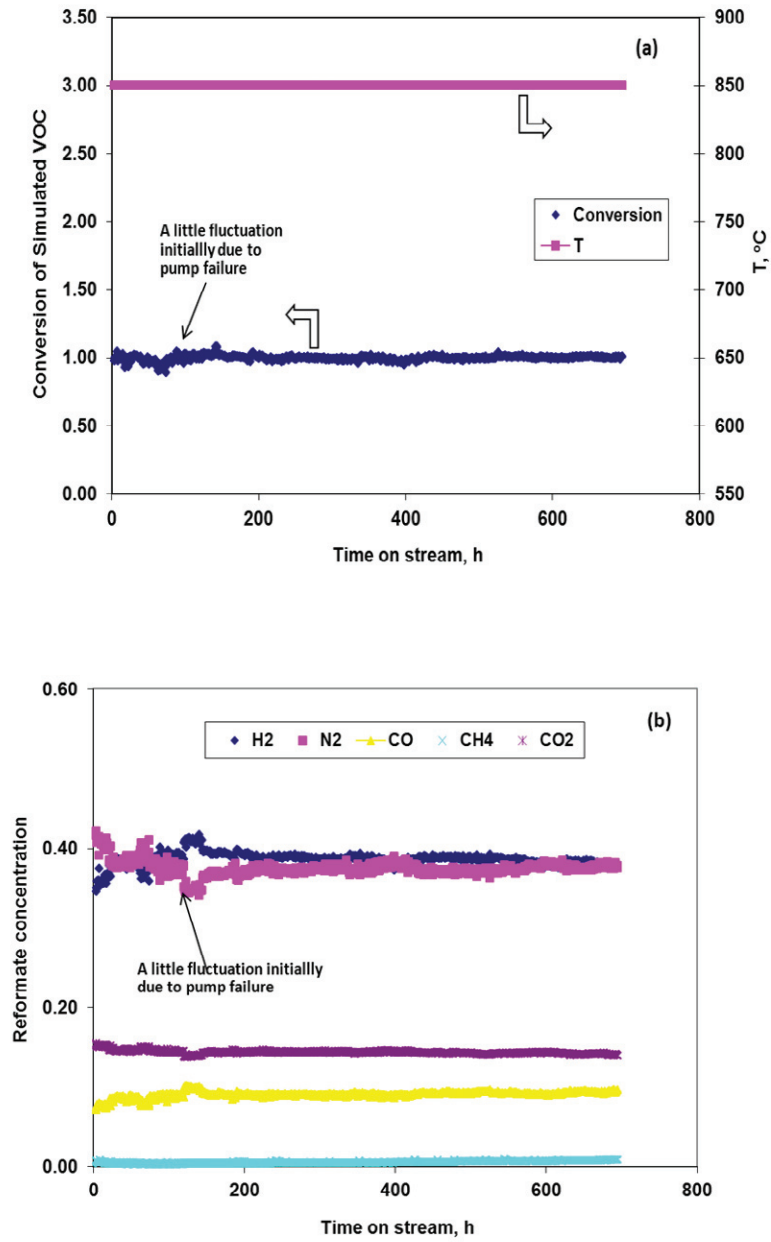 3.50
3.00
2.50
2.00
1.50
1.00
0.50
0.00
Conversion of Simulated VOC
(a)
A little fluctuation
initiallly due to
pump failure
Conversion
T
900
850
800
750
700
650
600
550
T, °C
0 200 400 600 800
Time on stream, h
0.60
0.40
0.20
0.00
Reformate concentration
(b)
H2 N2 CO CH4 CO2
A little fluctuation initiallly
due to pump failure
0 200 400 600 800
Time on stream, h